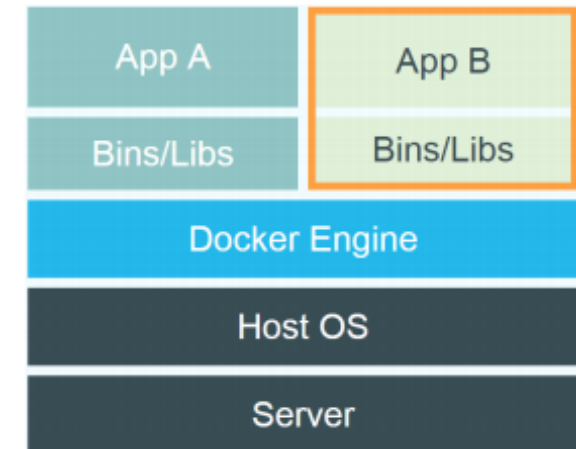 App A
App B
Bins/Libs
Bins/Libs
Docker Engine
Host OS
Server